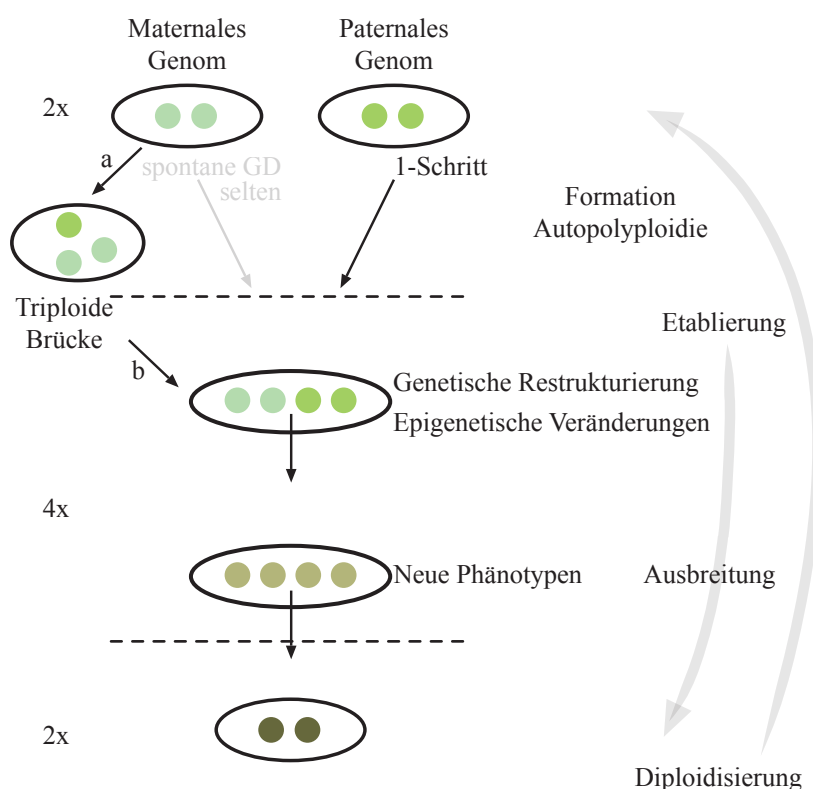 Maternales
Genom
Paternales
Genom
2x
a
spontane GD
selten
1-Schritt
Formation
Autopolyploidie
Triploide
Brücke
Etablierung
b
Genetische Restrukturierung
Epigenetische Veränderungen
4x
Neue Phänotypen
Ausbreitung
2x
Diploidisierung